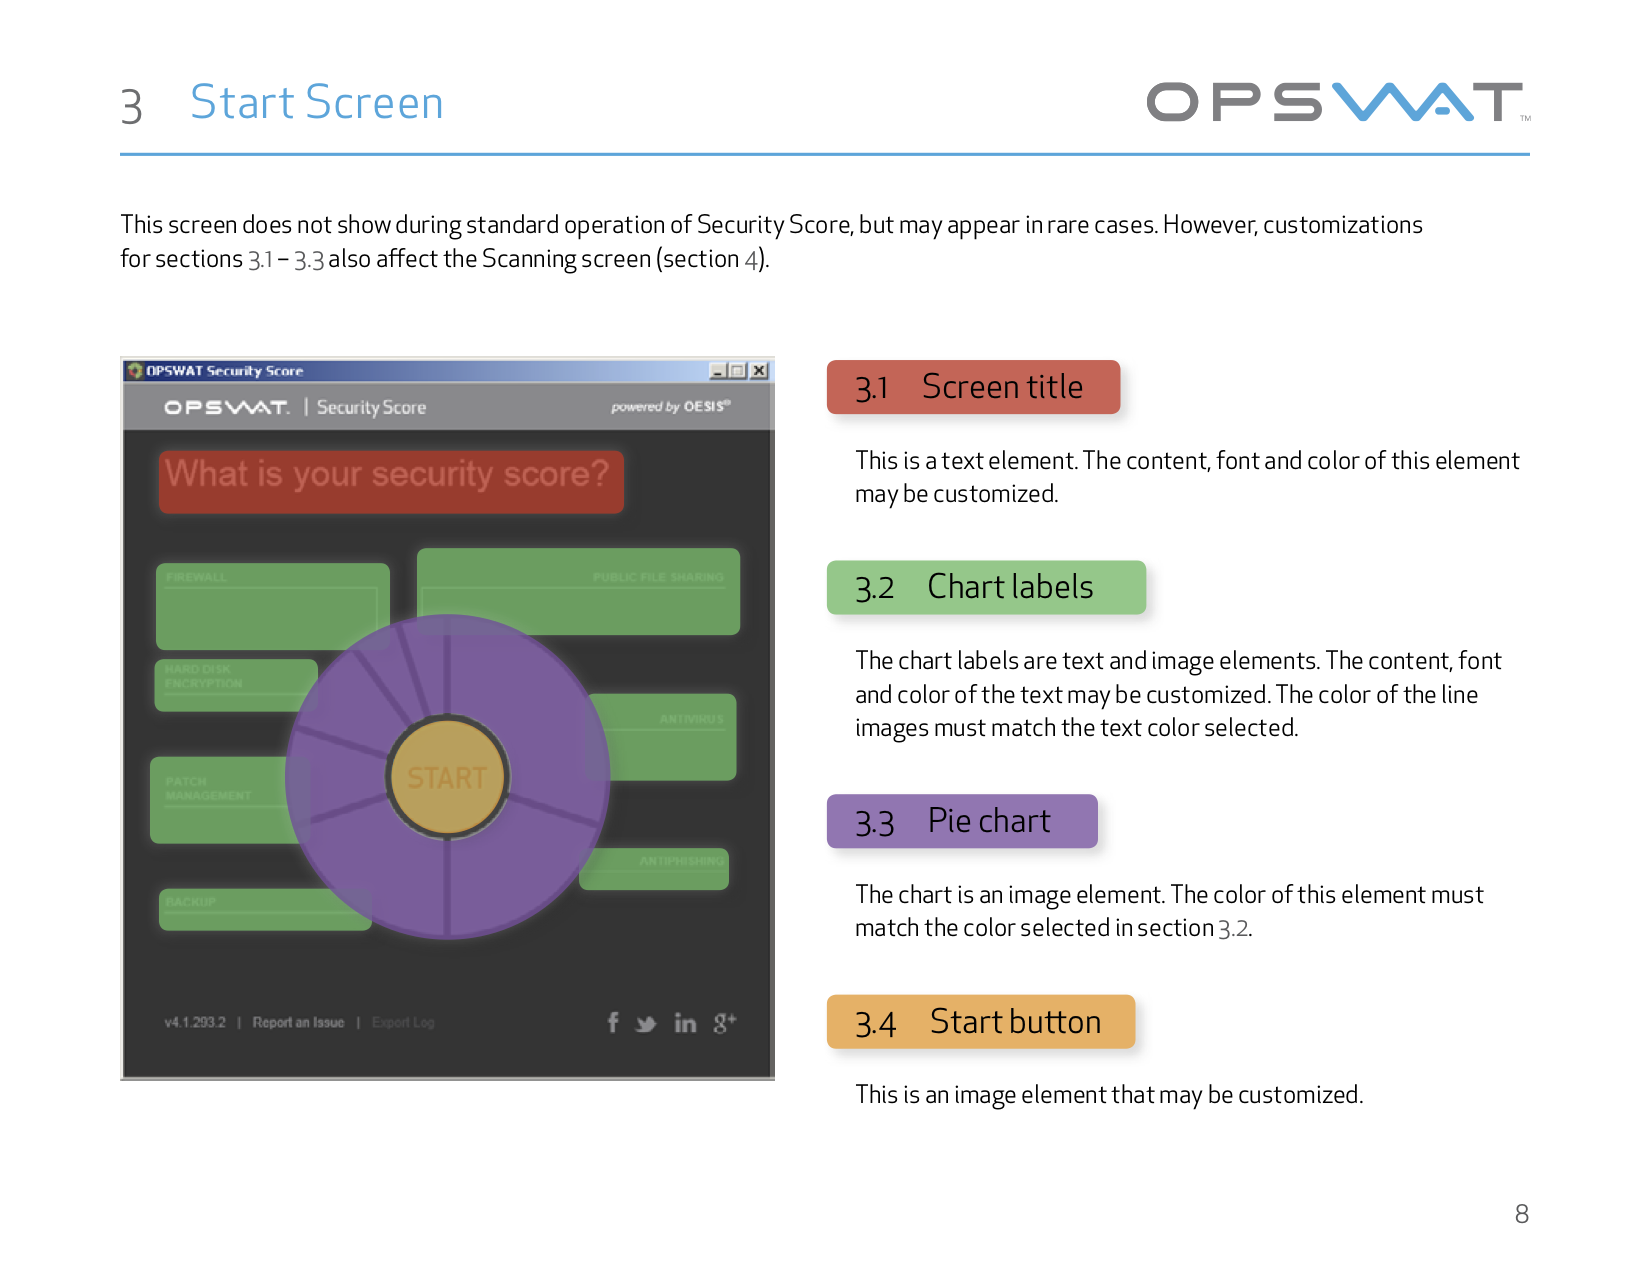 3 Start Screen
OPSWAT™
This screen does not show during standard operation of Security Score, but may appear in rare cases. However, customizations
for sections 3.1 – 3.3 also affect the Scanning screen (section 4).
OPSWAT Security Score
OPSWAT. | Security Score
powered by OESIS®
What is your security score?
FIREWALL
PUBLIC FILE SHARING
HARD DISK
ENCRYPTION
ANTIVIRUS
START
PATCH
MANAGEMENT
ANTIPHISHING
BACKUP
v4.1.293.2 | Report an Issue | Export Log
f in g+
3.1 Screen title
This is a text element. The content, font and color of this element
may be customized.
3.2 Chart labels
The chart labels are text and image elements. The content, font
and color of the text may be customized. The color of the line
images must match the text color selected.
3.3 Pie chart
The chart is an image element. The color of this element must
match the color selected in section 3.2.
3.4 Start button
This is an image element that may be customized.
8